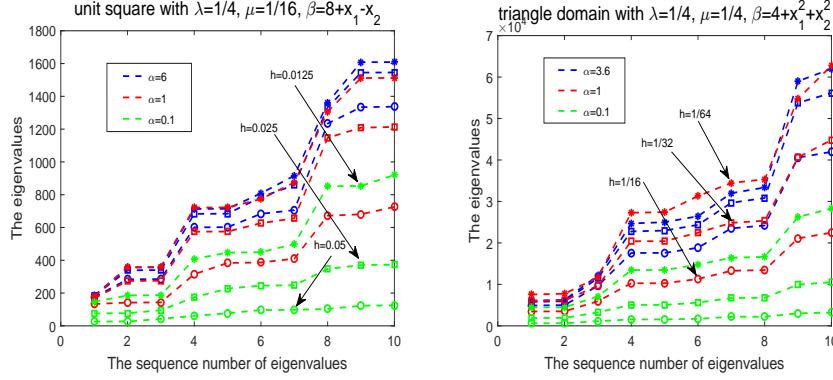 unit square with λ=1/4, μ=1/16, β=8+x₁-x₂
1800
1600
1400
1200
1000
800
600
400
200
0
The eigenvalues
α=6
α=1
α=0.1
h=0.0125
h=0.025
h=0.05
0 2 4 6 8 10
The sequence number of eigenvalues
triangle domain with λ=1/4, μ=1/4, β=4+x₁²+x₂²
×10⁴
7
6
5
4
3
2
1
0
The eigenvalues
α=3.6
α=1
α=0.1
h=1/64
h=1/32
h=1/16
0 2 4 6 8 10
The sequence number of eigenvalues